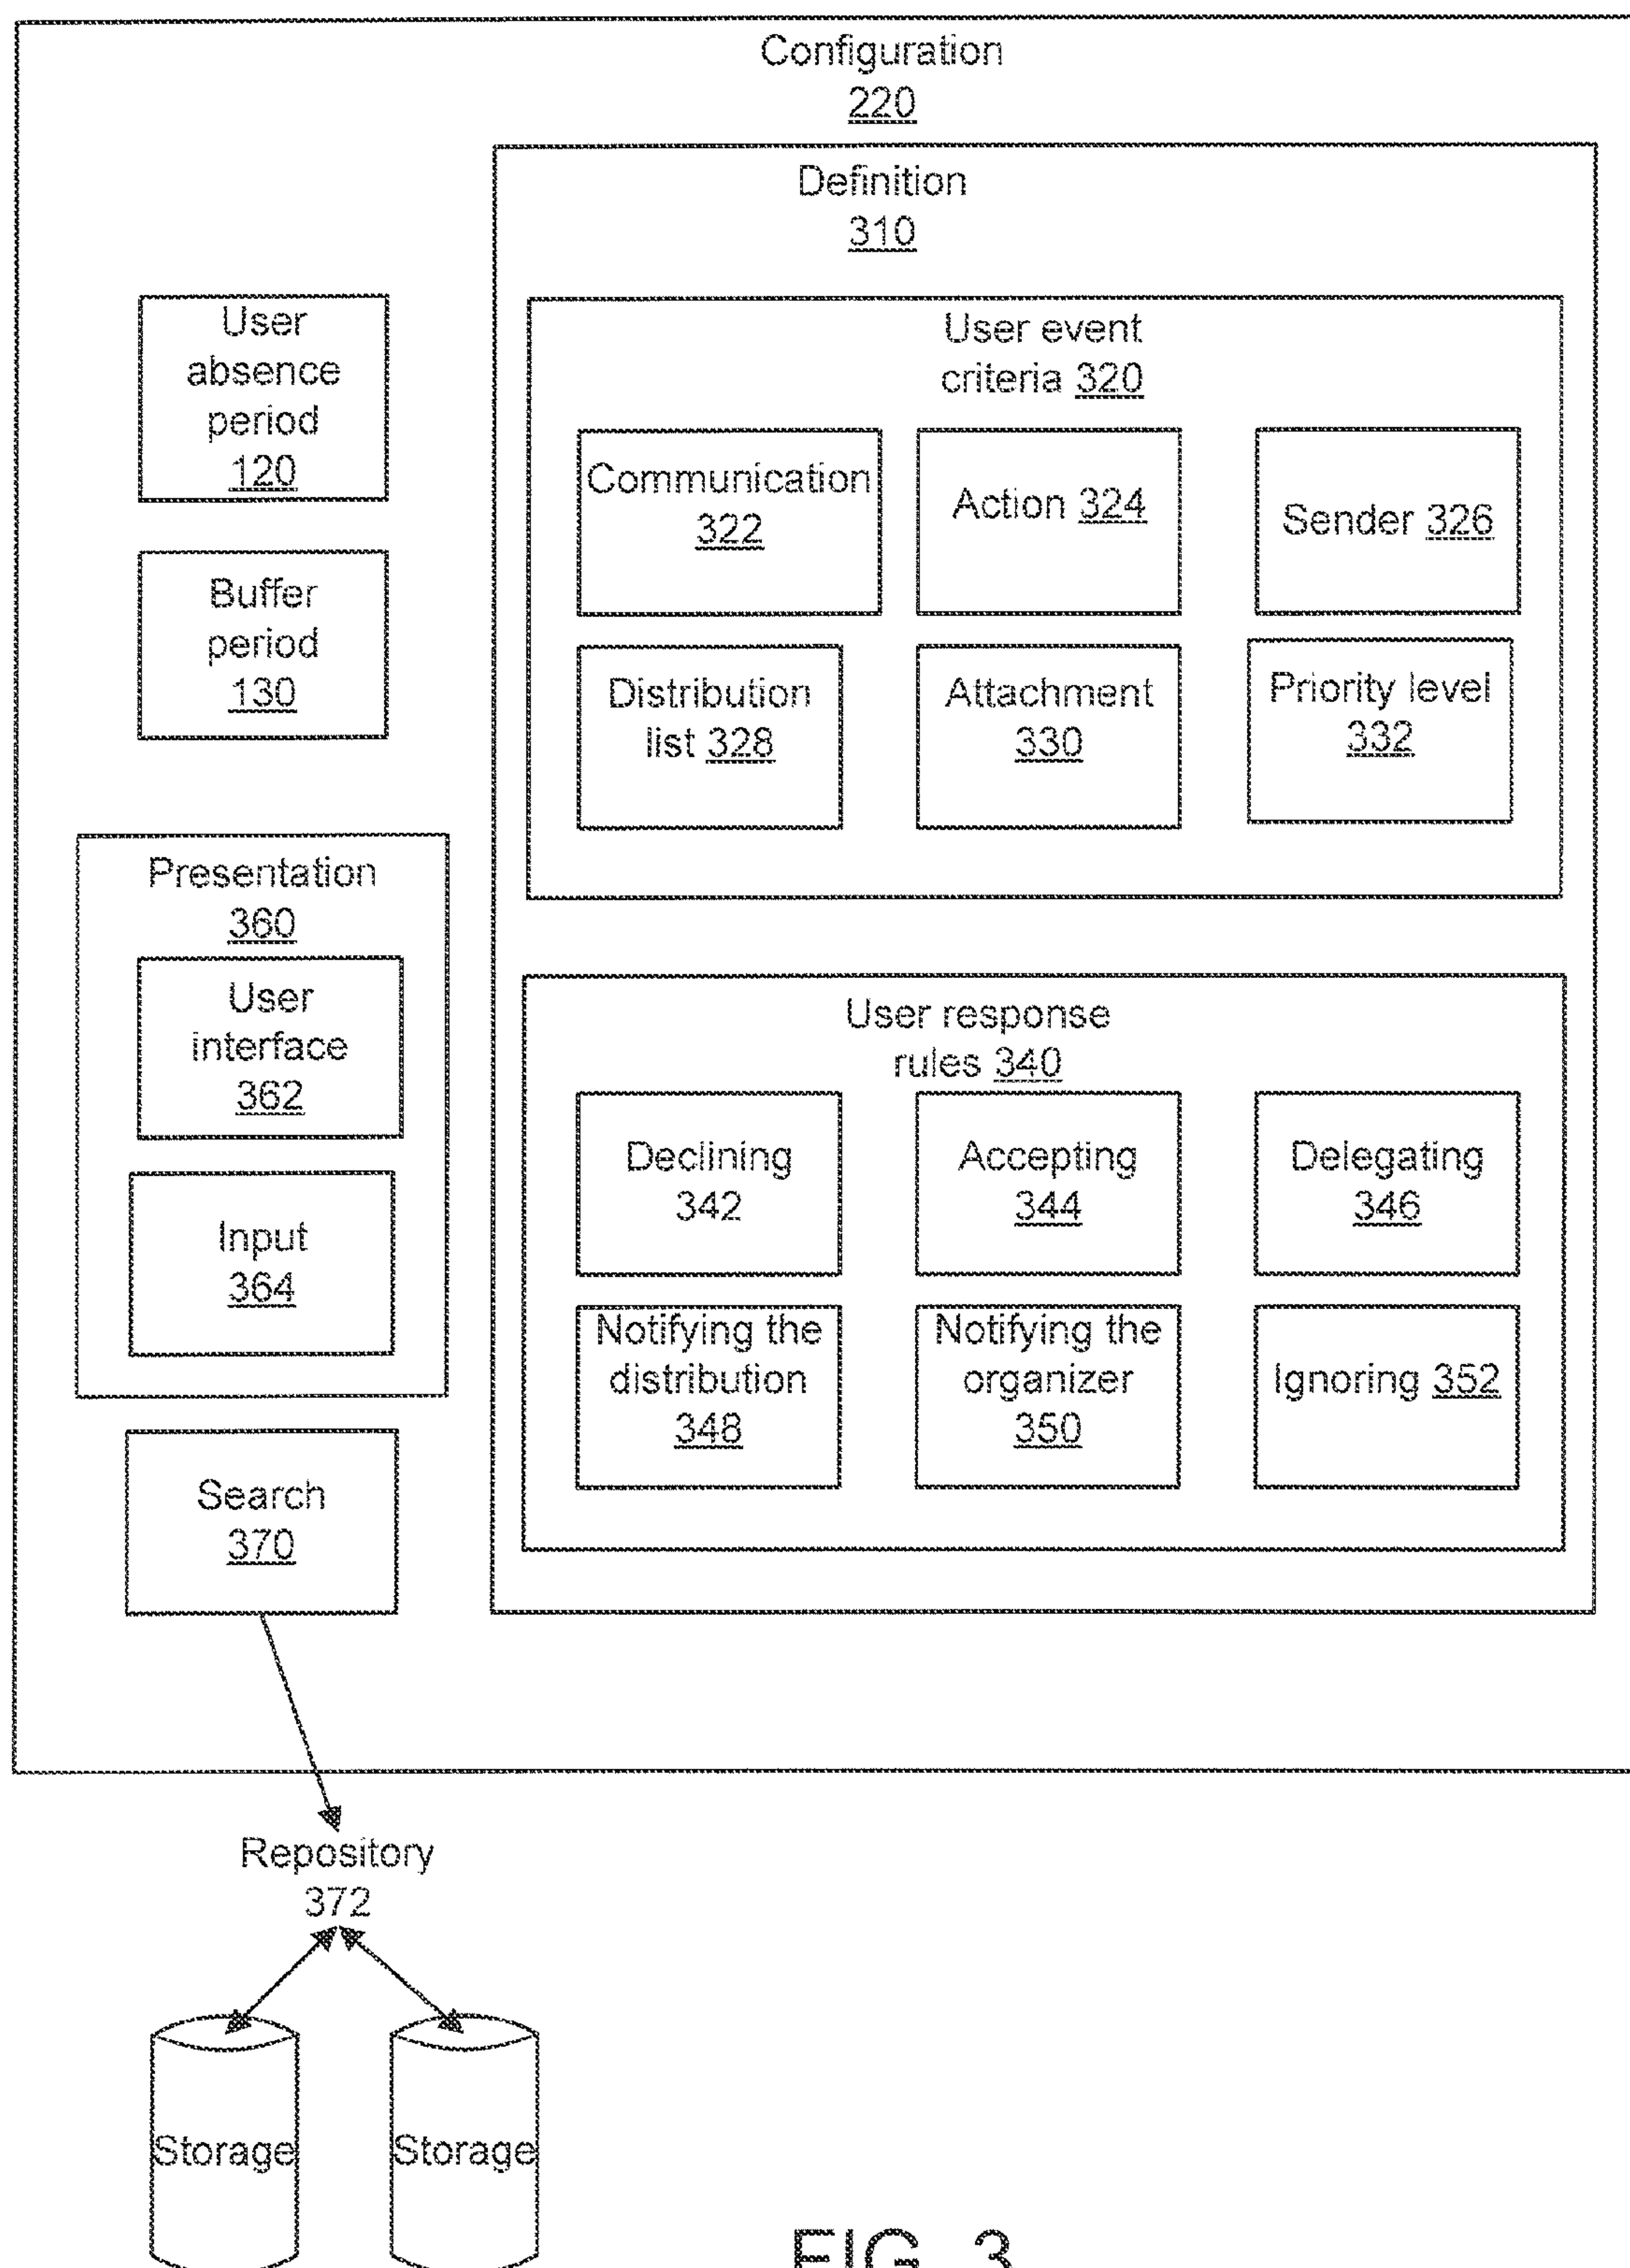 Configuration
220
Definition
310
User
absence
period
120
Buffer
period
130
User event
criteria 320
Communication
322
Action 324
Sender 326
Distribution
list 328
Attachment
330
Priority level
332
Presentation
360
User
interface
362
Input
364
Search
370
User response
rules 340
Declining
342
Accepting
344
Delegating
346
Notifying the
distribution
348
Notifying the
organizer
350
Ignoring 352
Repository
372
Storage
Storage
FIG. 3